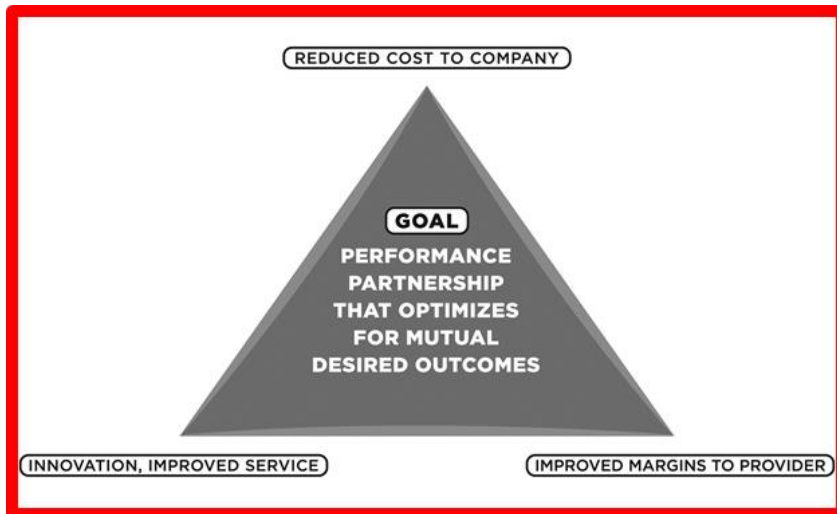 REDUCED COST TO COMPANY
GOAL
PERFORMANCE
PARTNERSHIP
THAT OPTIMIZES
FOR MUTUAL
DESIRED OUTCOMES
INNOVATION, IMPROVED SERVICE
IMPROVED MARGINS TO PROVIDER